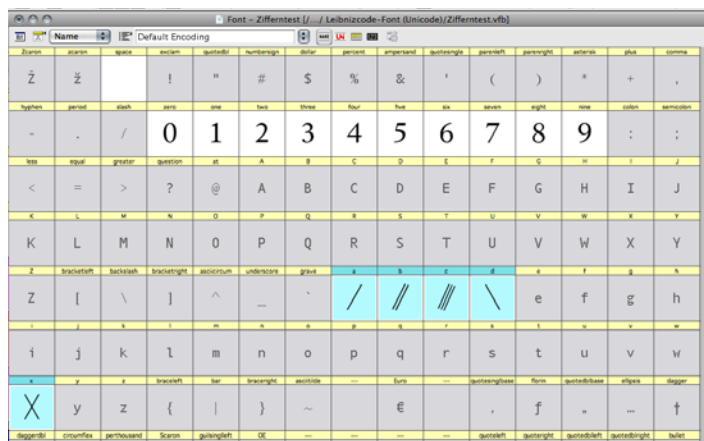 Font – Zifferntest [/..../ Leibnizcode-Font (Unicode)/Zifferntest.vfb]
Name Default Encoding
Zcaron zcaron space exclam quotedbl numbersign dollar percent ampersand quotesingle parenleft parenright asterisk plus comma
Ž ž ! " # $ % & ' ( ) * + ,
hyphen period slash zero one two three four five six seven eight nine colon semicolon
- . / 0 1 2 3 4 5 6 7 8 9 : ;
less equal greater question at A B C D E F G H I J
< = > ? @ A B C D E F G H I J
K L M N O P Q R S T U V W X Y
K L M N O P Q R S T U V W X Y
Z bracketleft backslash bracketright asciicircum underscore grave a b c d e f g h
Z [ \ ] ^ _ ` / // /// \ e f g h
i j k l m n o p q r s t u v w
i j k l m n o p q r s t u v w
x y z braceleft bar braceright asciitilde --- Euro --- quotesinglbase florin quotedblbase ellipsis dagger
X y z { | } ~ € ‚ ƒ „ … †
daggerdbl circumflex perthousand Scaron guilsinglleft OE --- --- --- --- quoteleft quoteright quotedblleft quotedblright bullet